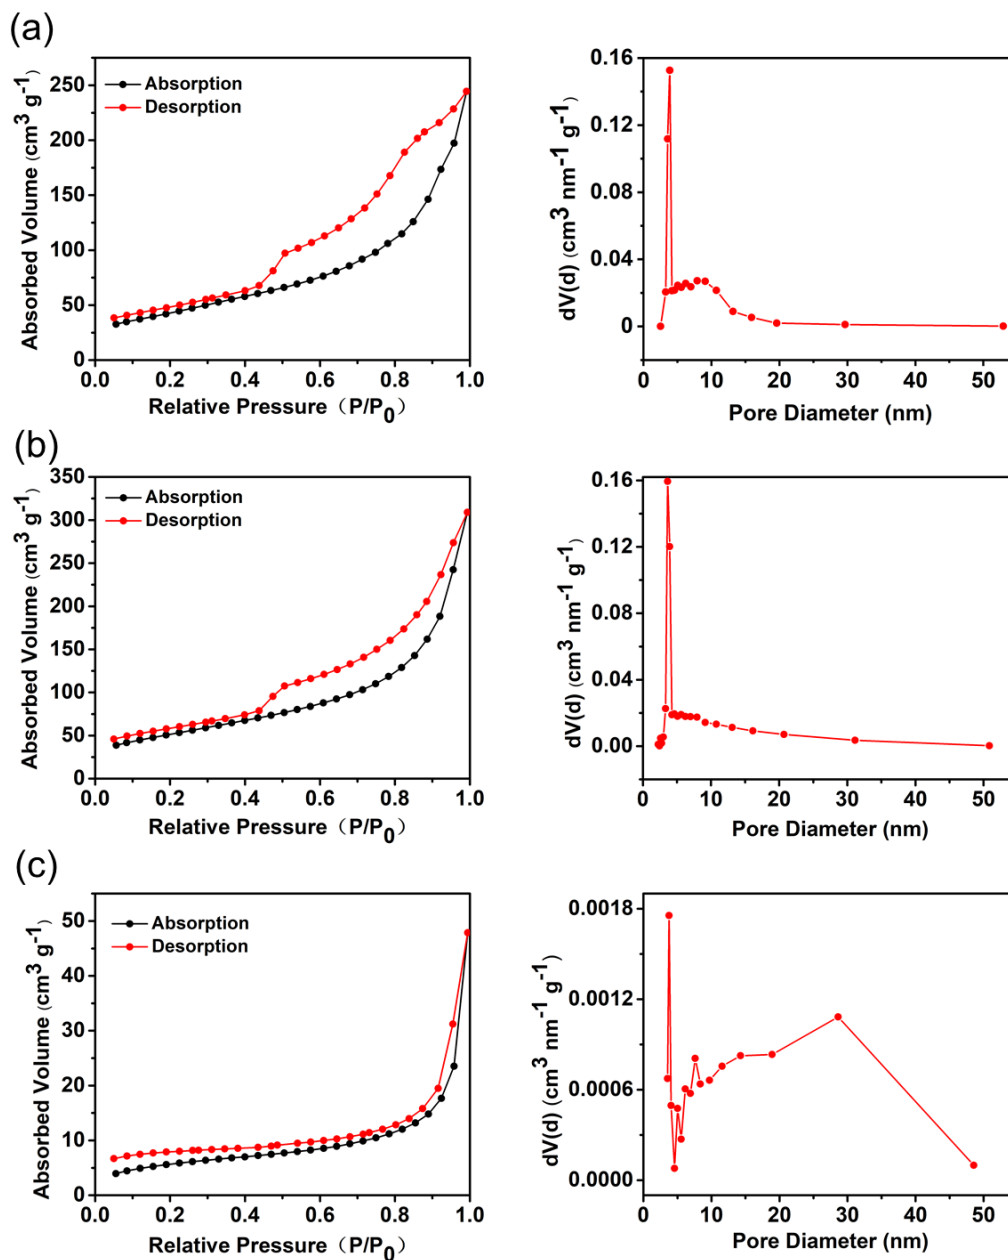 (a)
Absorbed Volume (cm³ g⁻¹)
250
200
150
100
50
0
Absorption
Desorption
0.0 0.2 0.4 0.6 0.8 1.0
Relative Pressure（P/P₀）
dV(d) (cm³ nm⁻¹ g⁻¹)
0.16
0.12
0.08
0.04
0
0 10 20 30 40 50
Pore Diameter (nm)
(b)
Absorbed Volume (cm³ g⁻¹)
350
300
250
200
150
100
50
0
Absorption
Desorption
0.0 0.2 0.4 0.6 0.8 1.0
Relative Pressure（P/P₀）
dV(d) (cm³ nm⁻¹ g⁻¹)
0.16
0.12
0.08
0.04
0.00
0 10 20 30 40 50
Pore Diameter (nm)
(c)
Absorbed Volume (cm³ g⁻¹)
50
40
30
20
10
0
Absorption
Desorption
0.0 0.2 0.4 0.6 0.8 1.0
Relative Pressure（P/P₀）
dV(d) (cm³ nm⁻¹ g⁻¹)
0.0018
0.0012
0.0006
0.0000
0 10 20 30 40 50
Pore Diameter (nm)